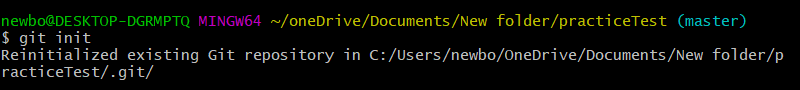 newbo@DESKTOP-DGRMPTQ MINGW64 ~/oneDrive/Documents/New folder/practiceTest (master)
$ git init
Reinitialized existing Git repository in C:/Users/newbo/OneDrive/Documents/New folder/p
racticeTest/.git/